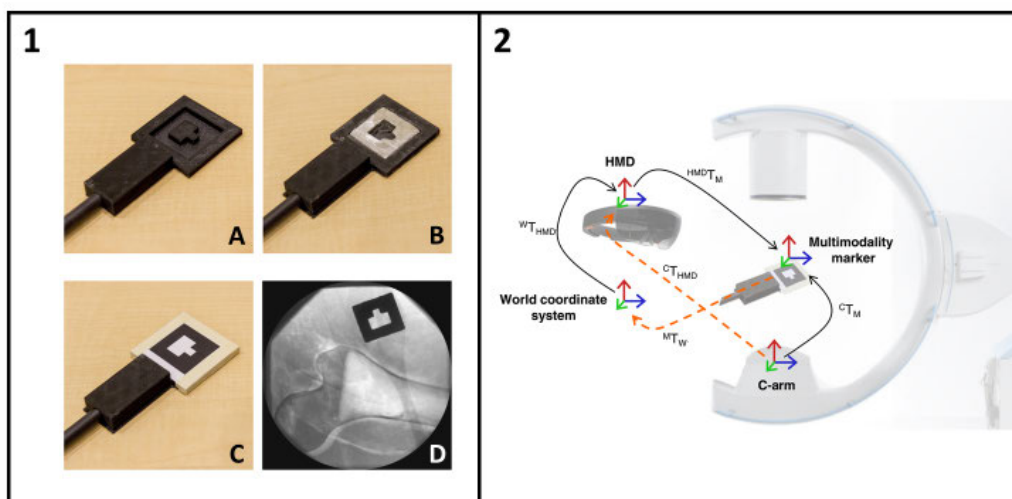 1
2
A
B
C
D
HMD
HMDTM
WTHMD
Multimodality
marker
CTHMD
World coordinate
system
CTM
MTW
C-arm